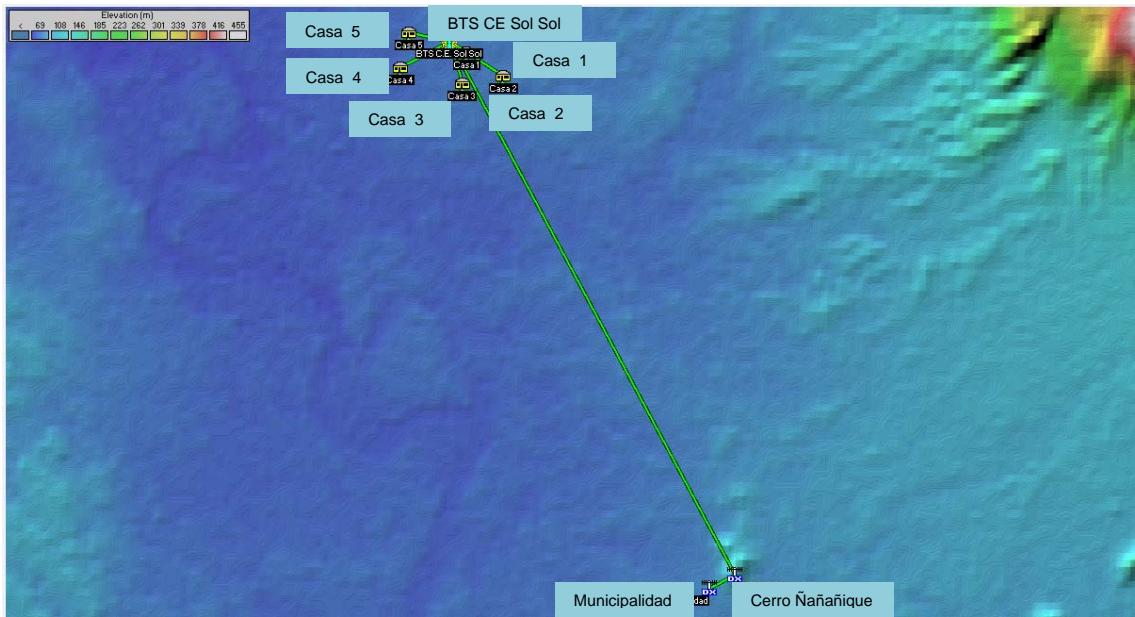 Elevation (m)
< 69 108 146 185 223 262 301 339 378 416 455
BTS CE Sol Sol
Casa 5
Casa 5
BTS C.E. Sol Sol
Casa 1
Casa 1
Casa 4
Casa 4
Casa 3
Casa 2
Casa 3
Casa 2
Municipalidad
dad
DX
DX
Cerro Ñañañique